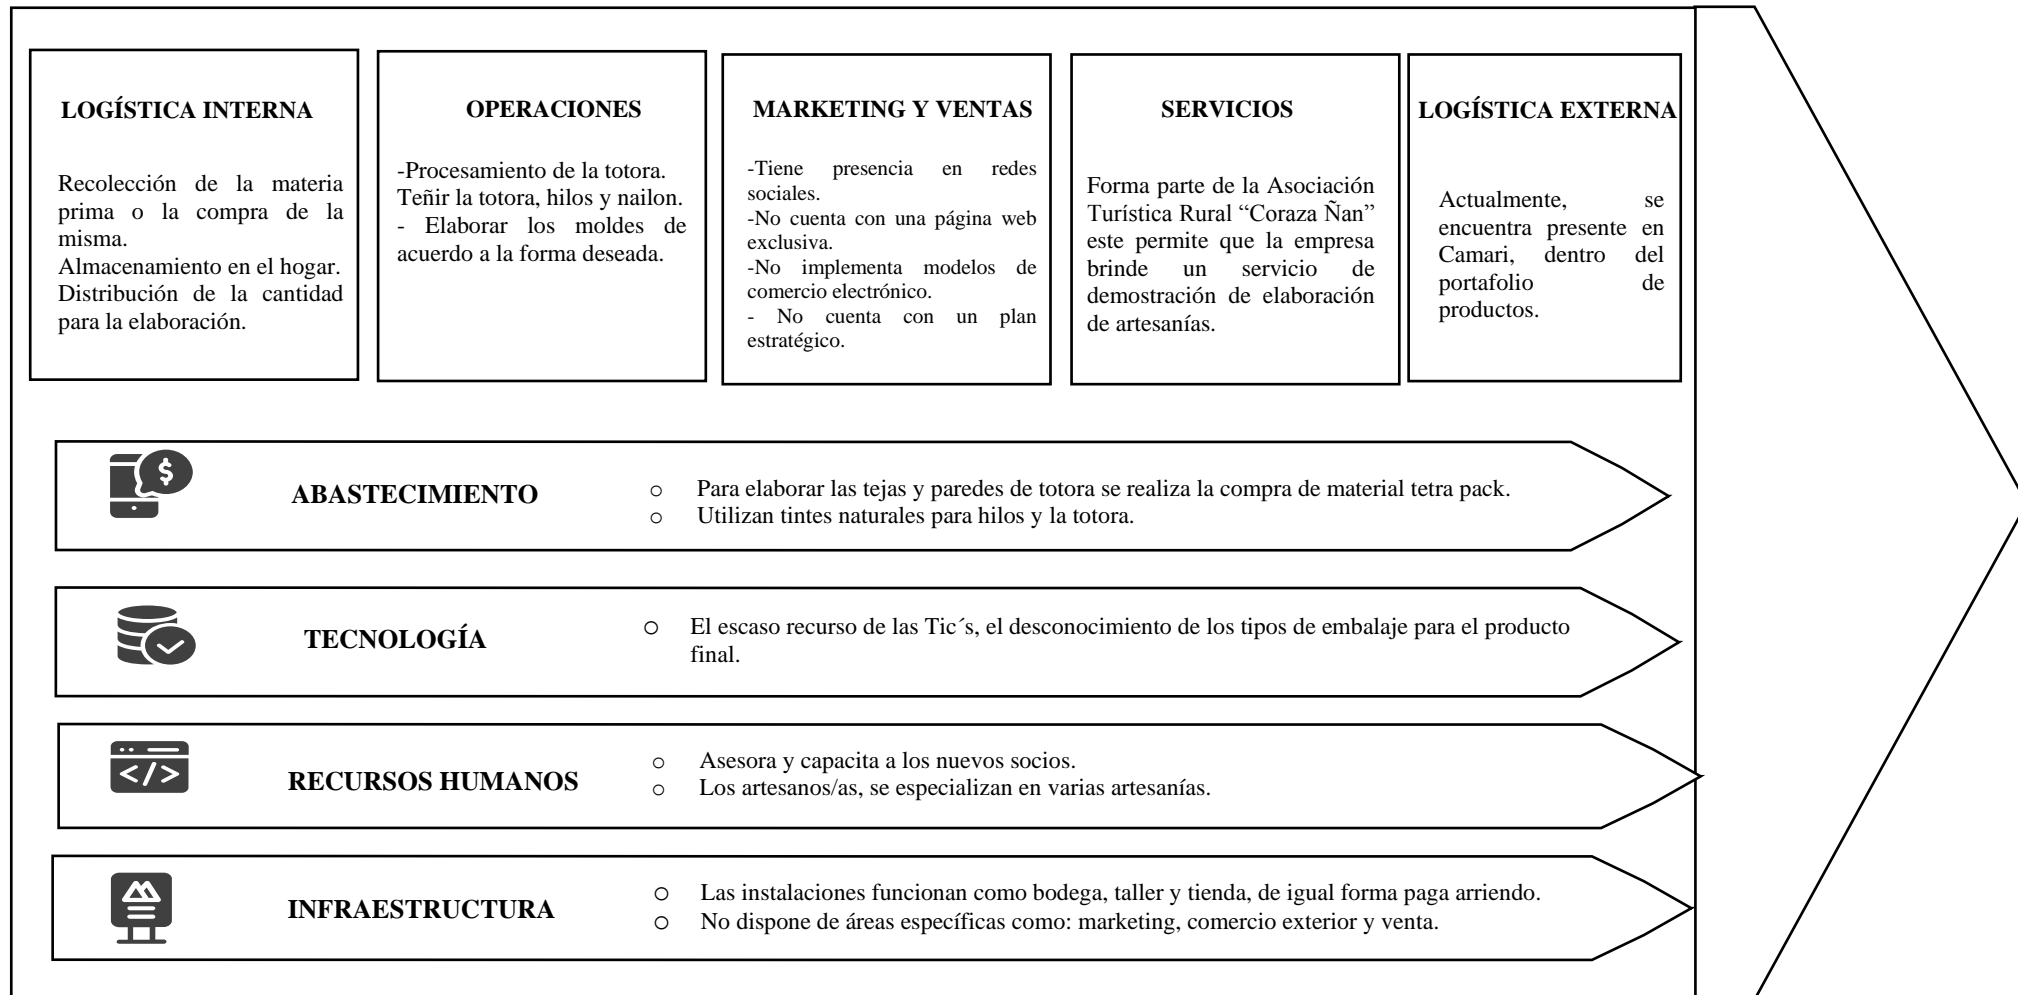 LOGÍSTICA INTERNA
Recolección de la materia
prima o la compra de la
misma.
Almacenamiento en el hogar.
Distribución de la cantidad
para la elaboración.
OPERACIONES
-Procesamiento de la totora.
Teñir la totora, hilos y nailon.
- Elaborar los moldes de
acuerdo a la forma deseada.
MARKETING Y VENTAS
-Tiene presencia en redes
sociales.
-No cuenta con una página web
exclusiva.
-No implementa modelos de
comercio electrónico.
- No cuenta con un plan
estratégico.
SERVICIOS
Forma parte de la Asociación
Turística Rural “Coraza Ñan”
este permite que la empresa
brinde un servicio de
demostración de elaboración
de artesanías.
LOGÍSTICA EXTERNA
Actualmente, se
encuentra presente en
Camari, dentro del
portafolio de
productos.
$
ABASTECIMIENTO
o Para elaborar las tejas y paredes de totora se realiza la compra de material tetra pack.
o Utilizan tintes naturales para hilos y la totora.
TECNOLOGÍA
o El escaso recurso de las Tic´s, el desconocimiento de los tipos de embalaje para el producto
final.
</>
RECURSOS HUMANOS
o Asesora y capacita a los nuevos socios.
o Los artesanos/as, se especializan en varias artesanías.
INFRAESTRUCTURA
o Las instalaciones funcionan como bodega, taller y tienda, de igual forma paga arriendo.
o No dispone de áreas específicas como: marketing, comercio exterior y venta.